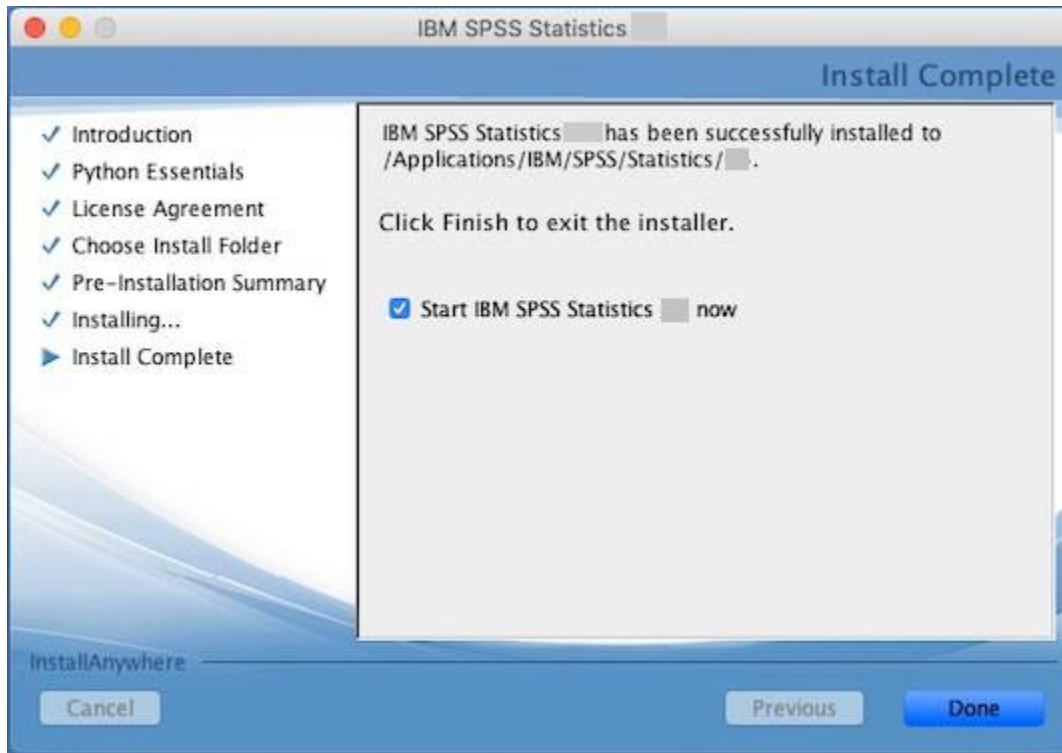 IBM SPSS Statistics
Install Complete
Introduction
Python Essentials
License Agreement
Choose Install Folder
Pre-Installation Summary
Installing...
Install Complete
IBM SPSS Statistics has been successfully installed to
/Applications/IBM/SPSS/Statistics/ .
Click Finish to exit the installer.
Start IBM SPSS Statistics now
InstallAnywhere
Cancel
Previous
Done